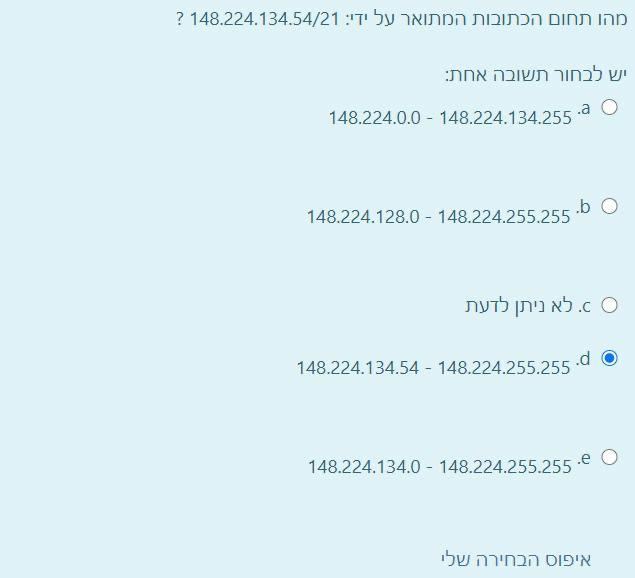 מהו תחום הכתובות המתואר על ידי: 148.224.134.54/21 ?
יש לבחור תשובה אחת:
a. 148.224.0.0 - 148.224.134.255
b. 148.224.128.0 - 148.224.255.255
c. לא ניתן לדעת
d. 148.224.134.54 - 148.224.255.255
e. 148.224.134.0 - 148.224.255.255
איפוס הבחירה שלי